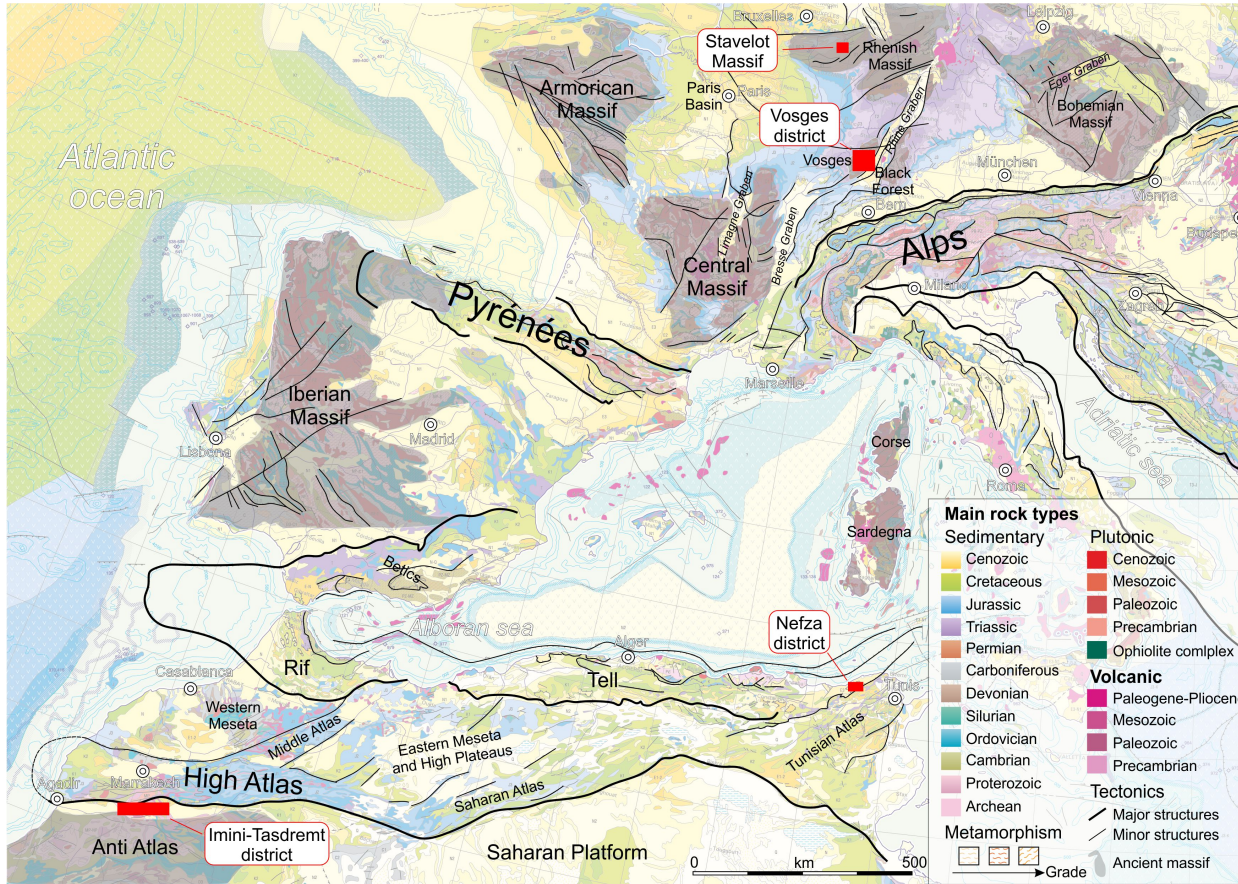 Bruxelles
Leipzig
Stavelot
Massif
Rhenish
Massif
Eger Graben
Armorican
Massif
Paris
Basin
Paris
Bohemian
Massif
Vosges
district
Rhine Graben
Atlantic
ocean
Vosges
München
Black
Forest
Vienna
Bern
Limagne Graben
Bresse Graben
Alps
Central
Massif
Milano
Zagreb
Pyrénées
Marseille
Iberian
Massif
Madrid
Lisbona
Corse
Adriatic sea
Roma
Sardegna
Betics
Alboran sea
Nefza
district
Alger
Casablanca
Rif
Tell
Tunis
Western
Meseta
Middle Atlas
Eastern Meseta
and High Plateaus
Tunisian Atlas
Marrakech
High Atlas
Agadir
Saharan Atlas
Imini-Tasdremt
district
Anti Atlas
Saharan Platform
0 km 500
Main rock types
Sedimentary
Cenozoic
Cretaceous
Jurassic
Triassic
Permian
Carboniferous
Devonian
Silurian
Ordovician
Cambrian
Proterozoic
Archean
Metamorphism
Grade
Plutonic
Cenozoic
Mesozoic
Paleozoic
Precambrian
Ophiolite comlplex
Volcanic
Paleogene-Pliocen
Mesozoic
Paleozoic
Precambrian
Tectonics
Major structures
Minor structures
Ancient massif